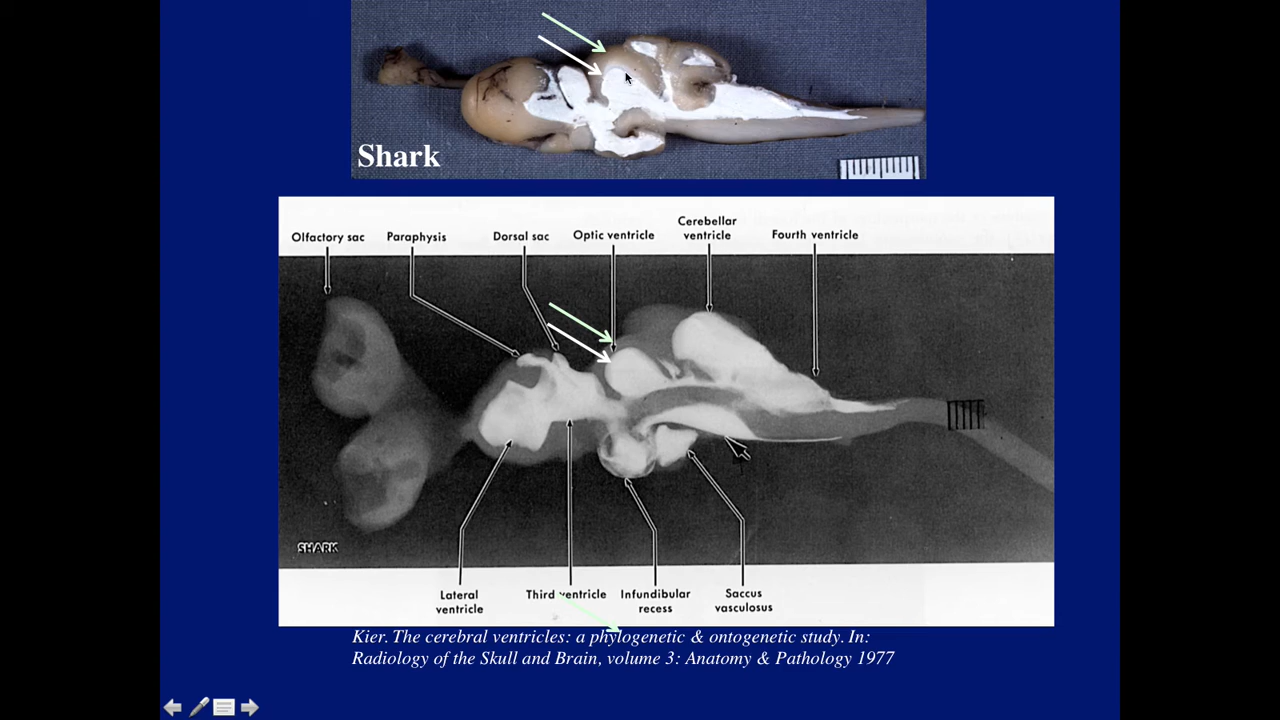 Shark
Cerebellar
Olfactory sac Paraphysis Dorsal sac Optic ventricle ventricle Fourth ventricle
SHARK
Lateral Third ventricle Infundibular Saccus
ventricle recess vasculosus
Kier. The cerebral ventricles: a phylogenetic & ontogenetic study. In:
Radiology of the Skull and Brain, volume 3: Anatomy & Pathology 1977